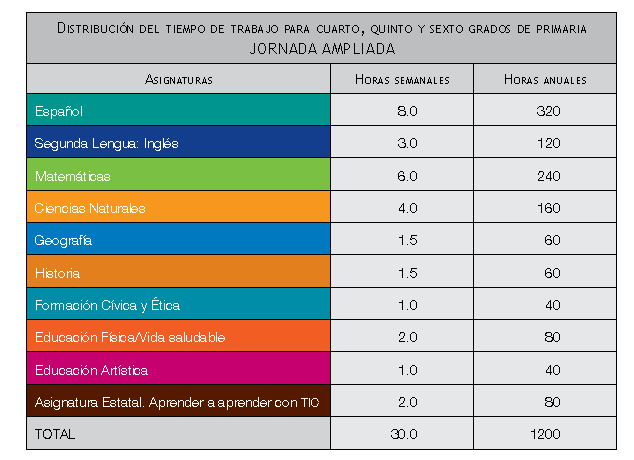 Distribución del tiempo de trabajo para cuarto, quinto y sexto grados de primaria
JORNADA AMPLIADA
Asignaturas Horas semanales Horas anuales
Español 8.0 320
Segunda Lengua: Inglés 3.0 120
Matemáticas 6.0 240
Ciencias Naturales 4.0 160
Geografía 1.5 60
Historia 1.5 60
Formación Cívica y Ética 1.0 40
Educación Física/Vida saludable 2.0 80
Educación Artística 1.0 40
Asignatura Estatal. Aprender a aprender con TIC 2.0 80
TOTAL 30.0 1200